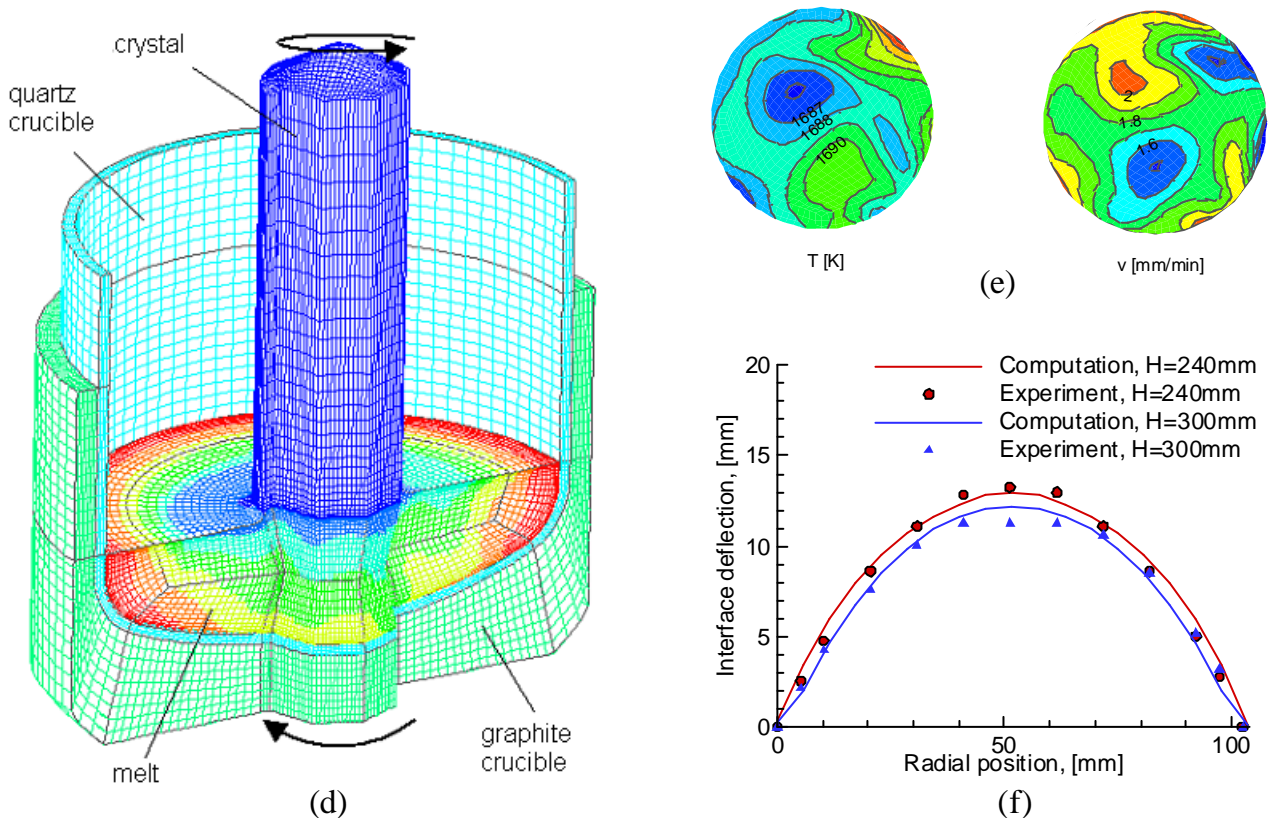 crystal
quartz
crucible
graphite
crucible
melt
(d)
1687
1688
1690
T [K]
2
1.8
1.6
v [mm/min]
(e)
Computation, H=240mm
Experiment, H=240mm
Computation, H=300mm
Experiment, H=300mm
Interface deflection, [mm]
20
15
10
5
0
0
50
100
Radial position, [mm]
(f)